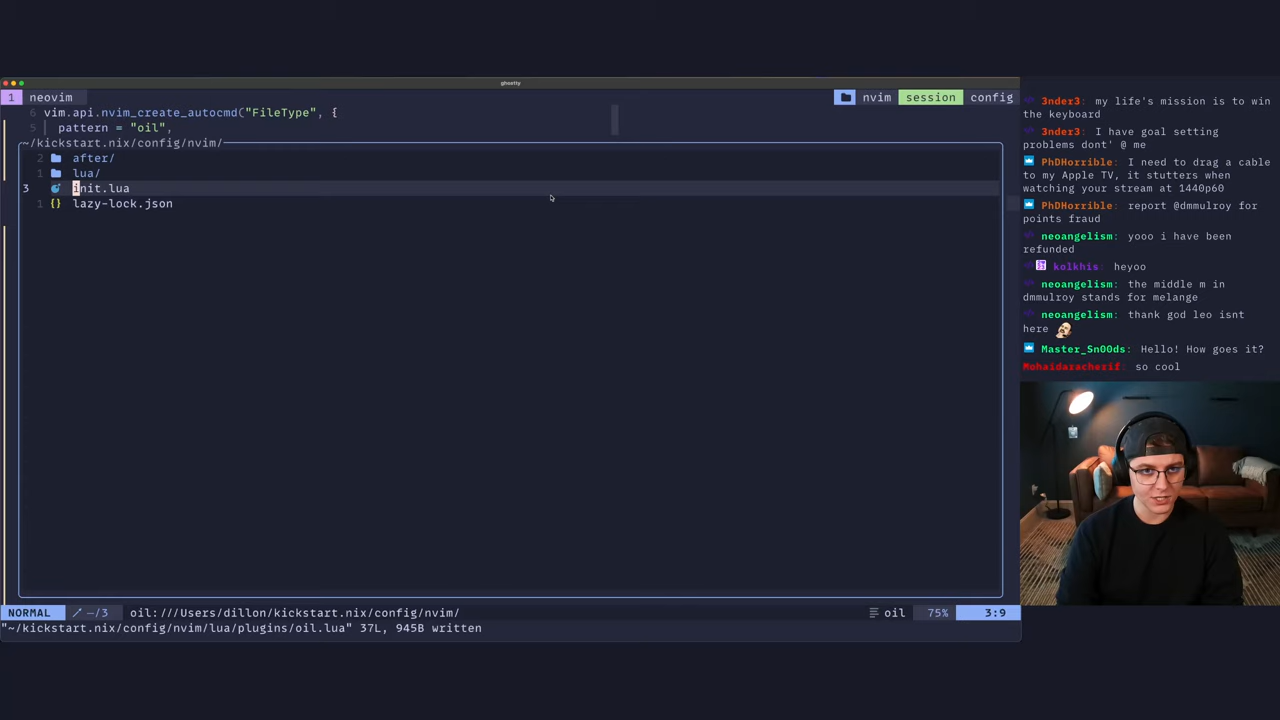 ghostty
1 neovim
nvim session config
6 vim.api.nvim_create_autocmd("FileType", {
5 pattern = "oil",
~/kickstart.nix/config/nvim/
2 after/
1 lua/
3 init.lua
1 {} lazy-lock.json
NORMAL —/3 oil:///Users/dillon/kickstart.nix/config/nvim/ oil 75% 3:9
"~/kickstart.nix/config/nvim/lua/plugins/oil.lua" 37L, 945B written
3nder3: my life's mission is to win
the keyboard
3nder3: I have goal setting
problems dont' @ me
PhDHorrible: I need to drag a cable
to my Apple TV, it stutters when
watching your stream at 1440p60
PhDHorrible: report @dmmulroy for
points fraud
neoangelism: yooo i have been
refunded
kolkhis: heyoo
neoangelism: the middle m in
dmmulroy stands for melange
neoangelism: thank god leo isnt
here
Master_Sn00ds: Hello! How goes it?
Mohaidaracherif: so cool